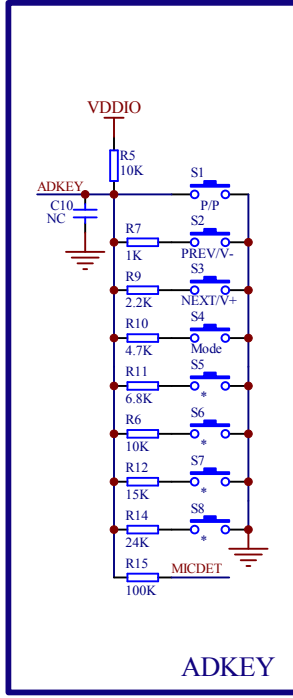 VDDIO
R5
10K
ADKEY
C10
NC
S1
P/P
R7
1K
S2
PREV/V-
R9
2.2K
S3
NEXT/V+
R10
4.7K
S4
Mode
R11
6.8K
S5
*
R6
10K
S6
*
R12
15K
S7
*
R14
24K
S8
*
R15
100K
MICDET
ADKEY